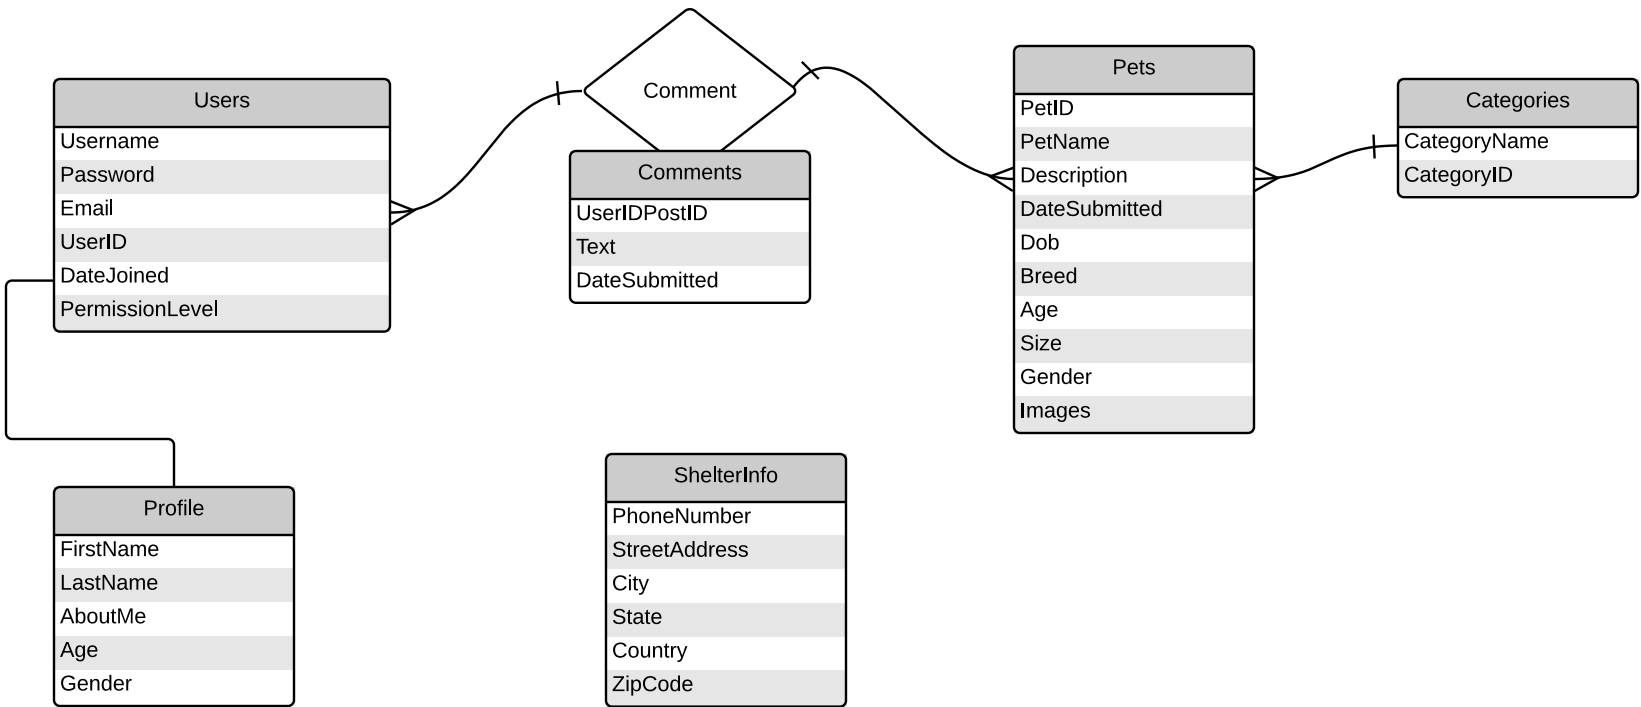 Users
Username
Password
Email
UserID
DateJoined
PermissionLevel
Comment
Comments
UserIDPostID
Text
DateSubmitted
Pets
PetID
PetName
Description
DateSubmitted
Dob
Breed
Age
Size
Gender
Images
Categories
CategoryName
CategoryID
Profile
FirstName
LastName
AboutMe
Age
Gender
ShelterInfo
PhoneNumber
StreetAddress
City
State
Country
ZipCode